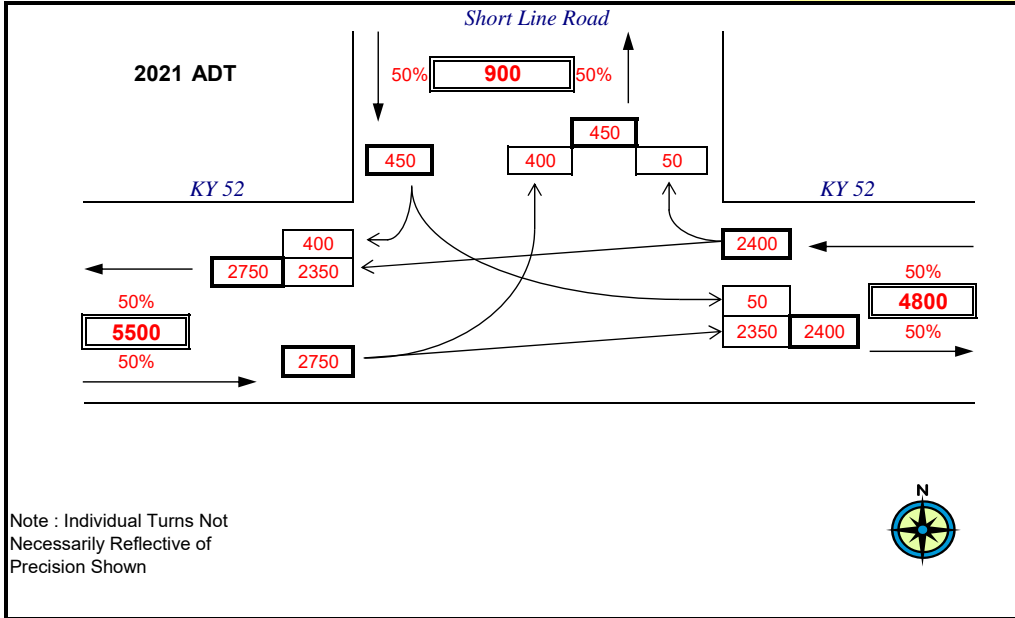 Short Line Road
2021 ADT
50% 900 50%
450
450
400 50
KY 52
KY 52
400
2750 2350
2400
50%
5500
50%
50
2350 2400
50%
4800
50%
2750
N
Note : Individual Turns Not
Necessarily Reflective of
Precision Shown